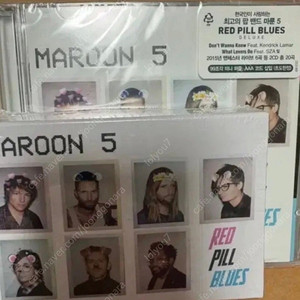 한국인이 사랑하는
최고의 팝 밴드 마룬 5
RED PILL BLUES
DELUXE
Don't Wanna Know Feat. Kendrick Lamar
What Lovers Do Feat. SZA 등
MAROON 5
AROON 5
RED
PILL
BLUES